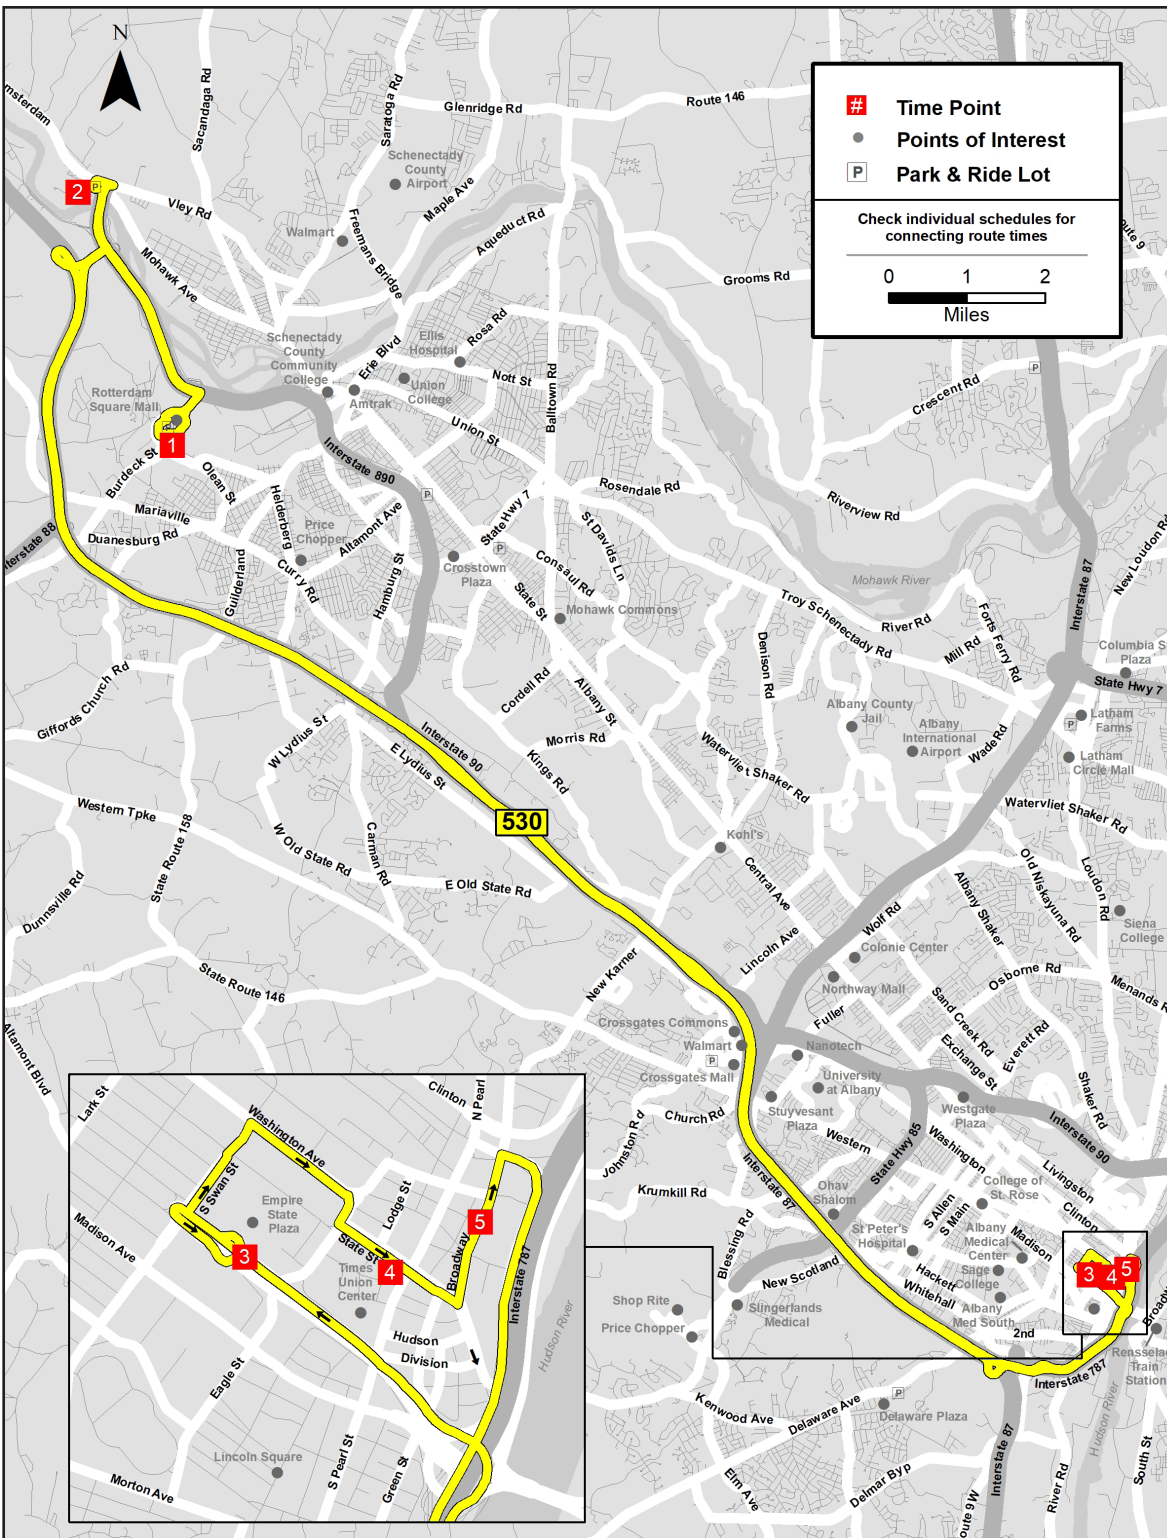 N
# Time Point
Points of Interest
P Park & Ride Lot
Check individual schedules for
connecting route times
0 1 2
Miles
Sacandaga Rd
Saratoga Rd
Glenridge Rd
Route 146
Schenectady
County
Airport
Maple Ave
2
P
Vley Rd
Walmart
Freemans Bridge
Aqueduct Rd
Mohawk Ave
Grooms Rd
Schenectady
County
Community
College
Erie Blvd
Ellis
Hospital
Rosa Rd
Nott St
Union
College
Amtrak
Balltown Rd
Crescent Rd
P
Rotterdam
Square Mall
1
Union St
Burdeck St
Olean St
Interstate 890
P
Rosendale Rd
Riverview Rd
Mariaville
Helderberg
Price
Chopper
Altamont Ave
State Hwy 7
St Davids Ln
Duanesburg Rd
Guilderland
Curry Rd
Hamburg St
Crosstown
Plaza
P
Consaul Rd
State St
Mohawk Commons
Mohawk River
Interstate 87
New Loudon Rd
Troy Schenectady Rd
River Rd
Mill Rd
Forts Ferry Rd
Denison Rd
Plaza
State Hwy 7
Giffords Church Rd
Cordell Rd
Albany St
Albany County
Jail
Albany
International
Airport
Latham
Farms
P
W Lydius St
E Lydius St
Interstate 90
Morris Rd
Kings Rd
Watervliet Shaker Rd
Wade Rd
Latham
Circle Mall
Western Tpke
State Route 158
530
Watervliet Shaker Rd
W Old State Rd
Carman Rd
Kohl's
E Old State Rd
Central Ave
Dunnsville Rd
Wolf Rd
Albany Shaker
Old Niskayuna Rd
Loudon Rd
Siena
College
Lincoln Ave
Colonie Center
Northway Mall
State Route 146
New Karner
Osborne Rd
Fuller
Sand Creek Rd
Crossgates Commons
Walmart
P
Crossgates Mall
Nanotech
University
at Albany
Exchange St
Everett Rd
Altamont Blvd
Stuyvesant
Plaza
Westgate
Plaza
Shaker Rd
Interstate 90
Church Rd
Johnston Rd
Western
State Hwy 85
Washington
Livingston
Krumkill Rd
Interstate 87
Ohav
Shalom
College of
St. Rose
Clinton
S Allen
S Main
Madison
St Peter's
Hospital
Albany
Medical
Center
Sage
College
Blessing Rd
New Scotland
Hackett
Whitehall
3
4
5
Slingerlands
Medical
Albany
Med South
Shop Rite
Price Chopper
2nd
Interstate 787
Train
Station
Kenwood Ave
Delaware Ave
P
Delaware Plaza
Hudson River
Elm Ave
Delmar Byp
Interstate 87
River Rd
South St
Lark St
Clinton
N Pearl
Washington Ave
S Swan St
Empire
State
Plaza
Lodge St
Madison Ave
3
State St
4
Broadway
5
Times
Union
Center
Interstate 787
Hudson River
Hudson
Division
Eagle St
Lincoln Square
S Pearl St
Green St
Morton Ave